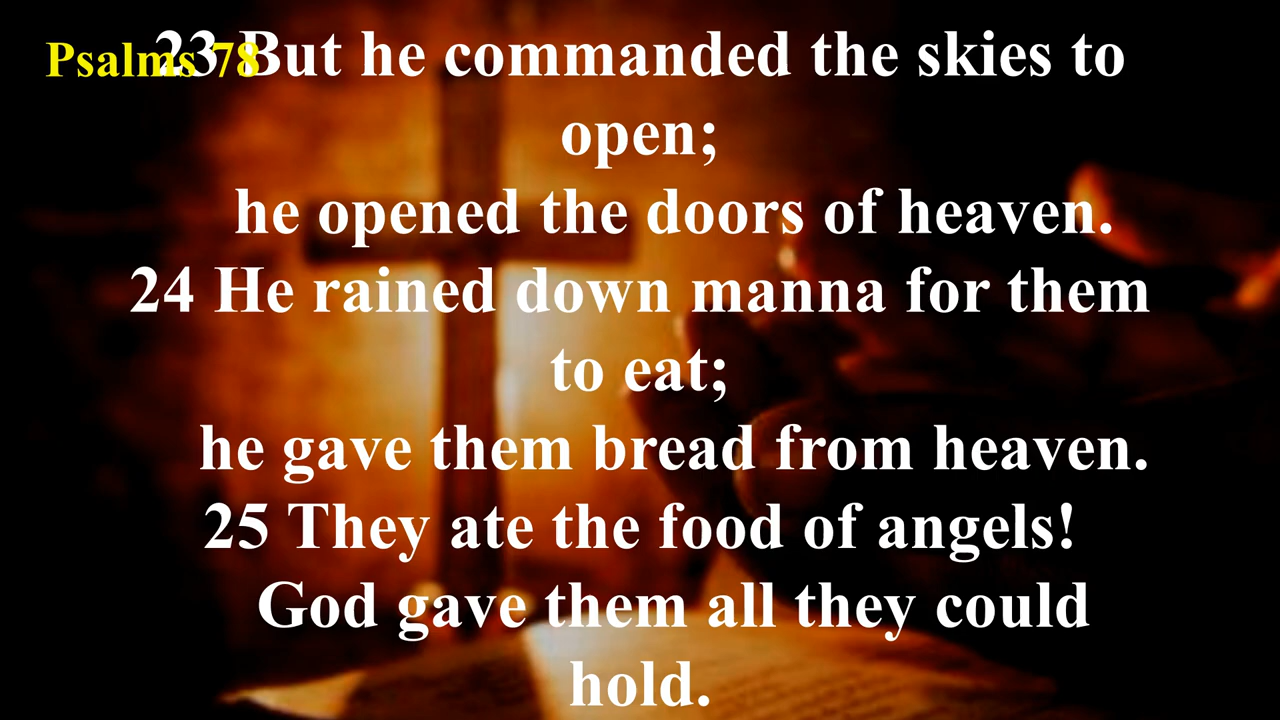 Psalms 78
23 But he commanded the skies to
open;
he opened the doors of heaven.
24 He rained down manna for them
to eat;
he gave them bread from heaven.
25 They ate the food of angels!
God gave them all they could
hold.